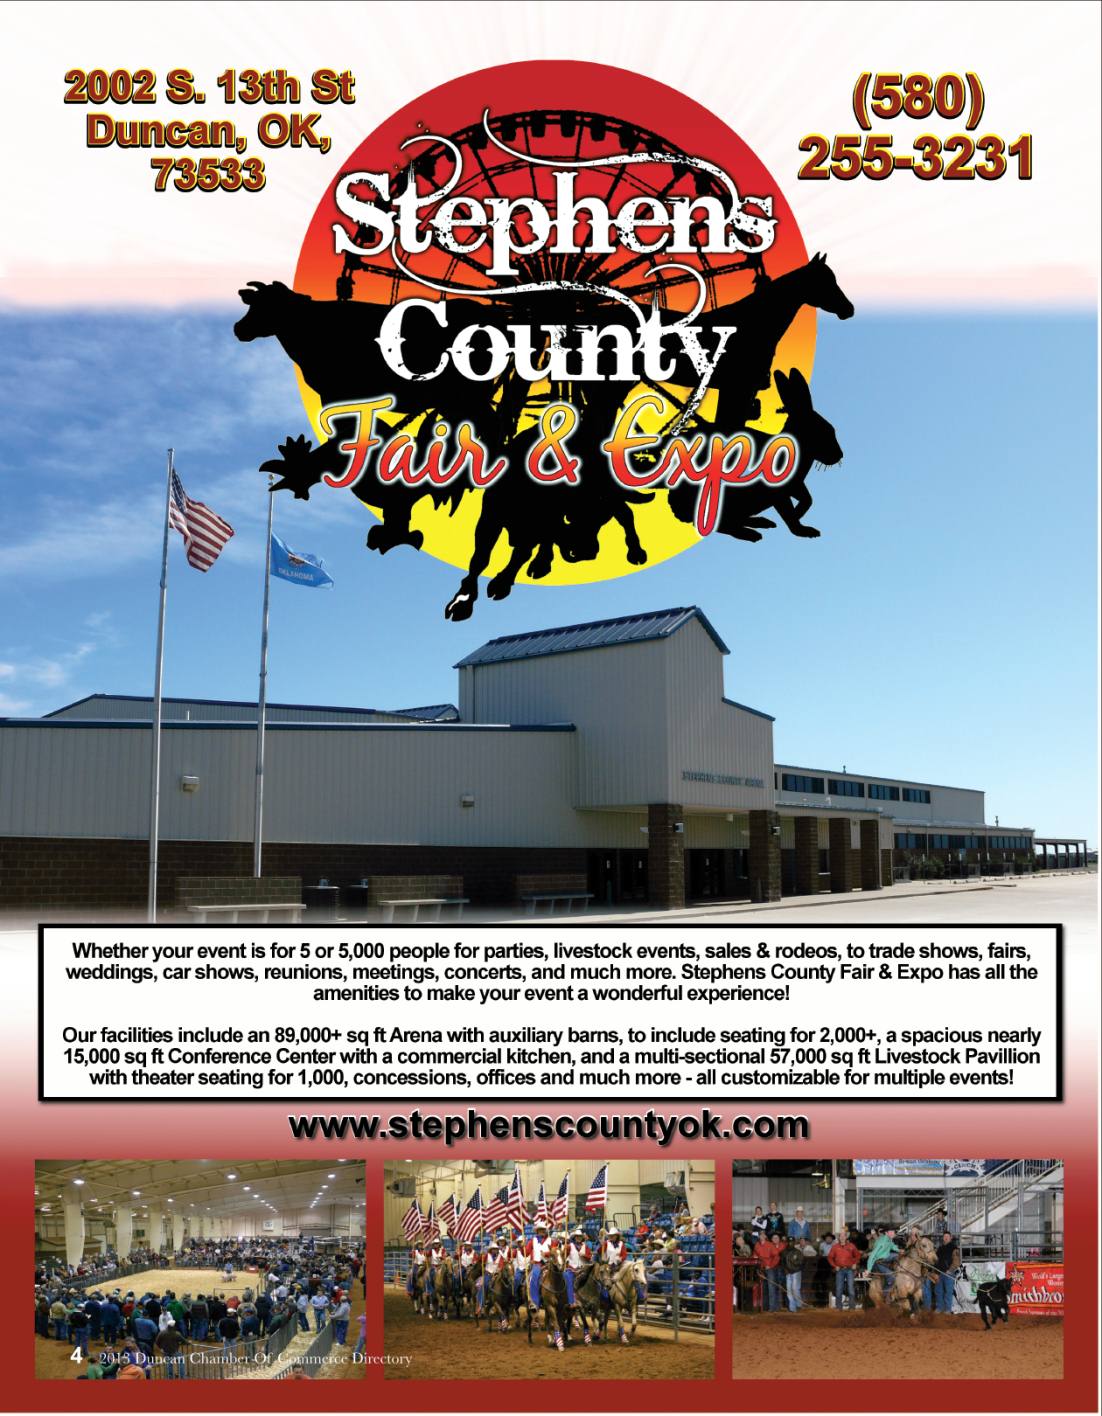 2002 S. 13th St
Duncan, OK,
73533
(580)
255-3231
Stephens
County
Fair & Expo
OKLAHOMA
STEPHENS COUNTY ARENA
Whether your event is for 5 or 5,000 people for parties, livestock events, sales & rodeos, to trade shows, fairs,
weddings, car shows, reunions, meetings, concerts, and much more. Stephens County Fair & Expo has all the
amenities to make your event a wonderful experience!
Our facilities include an 89,000+ sq ft Arena with auxiliary barns, to include seating for 2,000+, a spacious nearly
15,000 sq ft Conference Center with a commercial kitchen, and a multi-sectional 57,000 sq ft Livestock Pavillion
with theater seating for 1,000, concessions, offices and much more - all customizable for multiple events!
www.stephenscountyok.com
4 2013 Duncan Chamber Of Commerce Directory